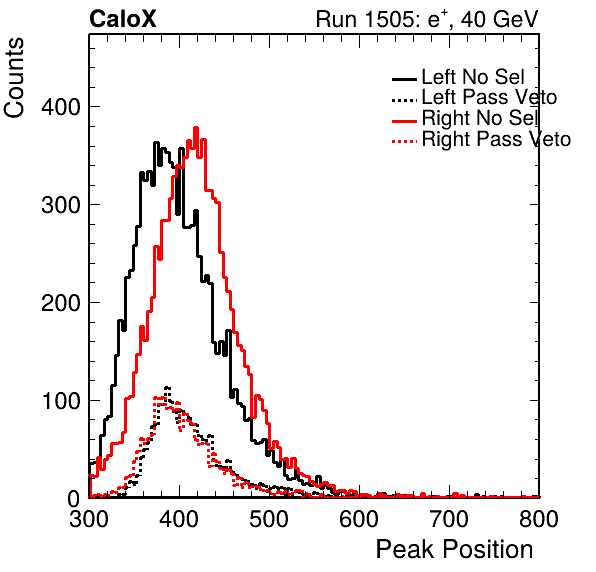 CaloX Run 1505: e⁺, 40 GeV
Counts
Left No Sel
Left Pass Veto
Right No Sel
Right Pass Veto
400
300
200
100
0
300 400 500 600 700 800
Peak Position